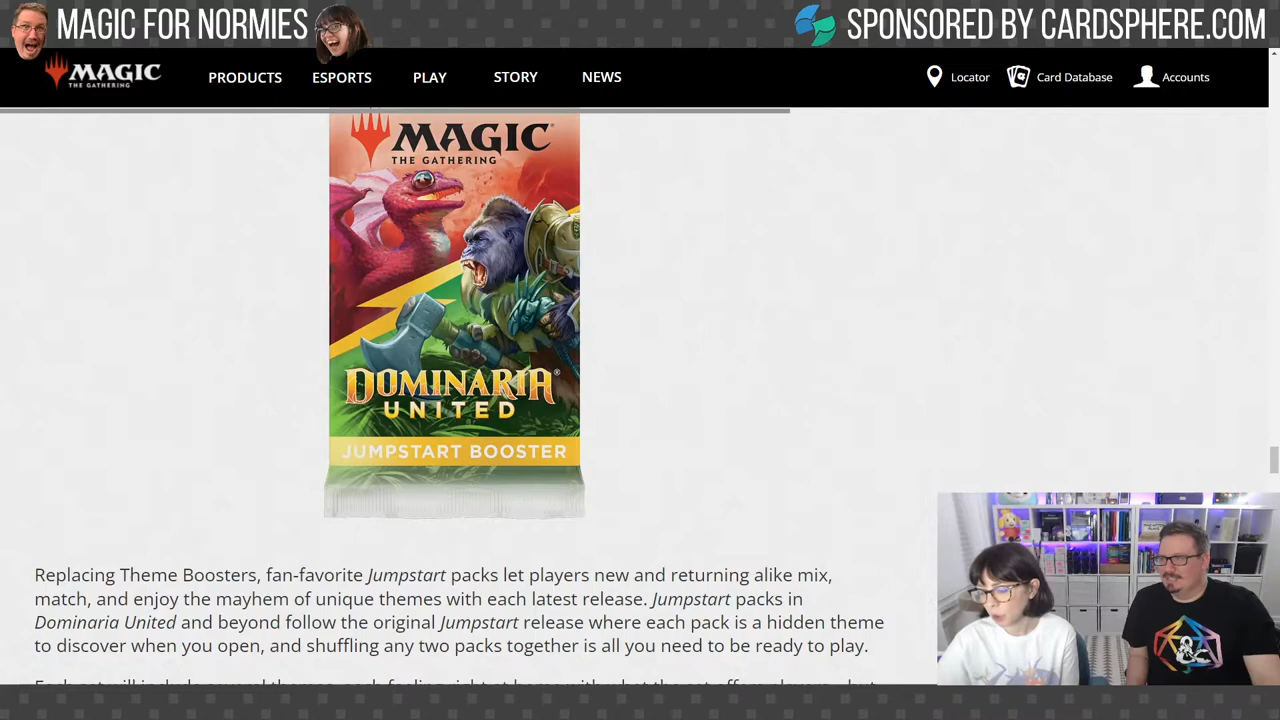 MAGIC FOR NORMIES
SPONSORED BY CARDSPHERE.COM
MAGIC
THE GATHERING
PRODUCTS
ESPORTS
PLAY
STORY
NEWS
Locator
Card Database
Accounts
MAGIC
THE GATHERING
DOMINARIA®
UNITED
JUMPSTART BOOSTER
Replacing Theme Boosters, fan-favorite Jumpstart packs let players new and returning alike mix,
match, and enjoy the mayhem of unique themes with each latest release. Jumpstart packs in
Dominaria United and beyond follow the original Jumpstart release where each pack is a hidden theme
to discover when you open, and shuffling any two packs together is all you need to be ready to play.